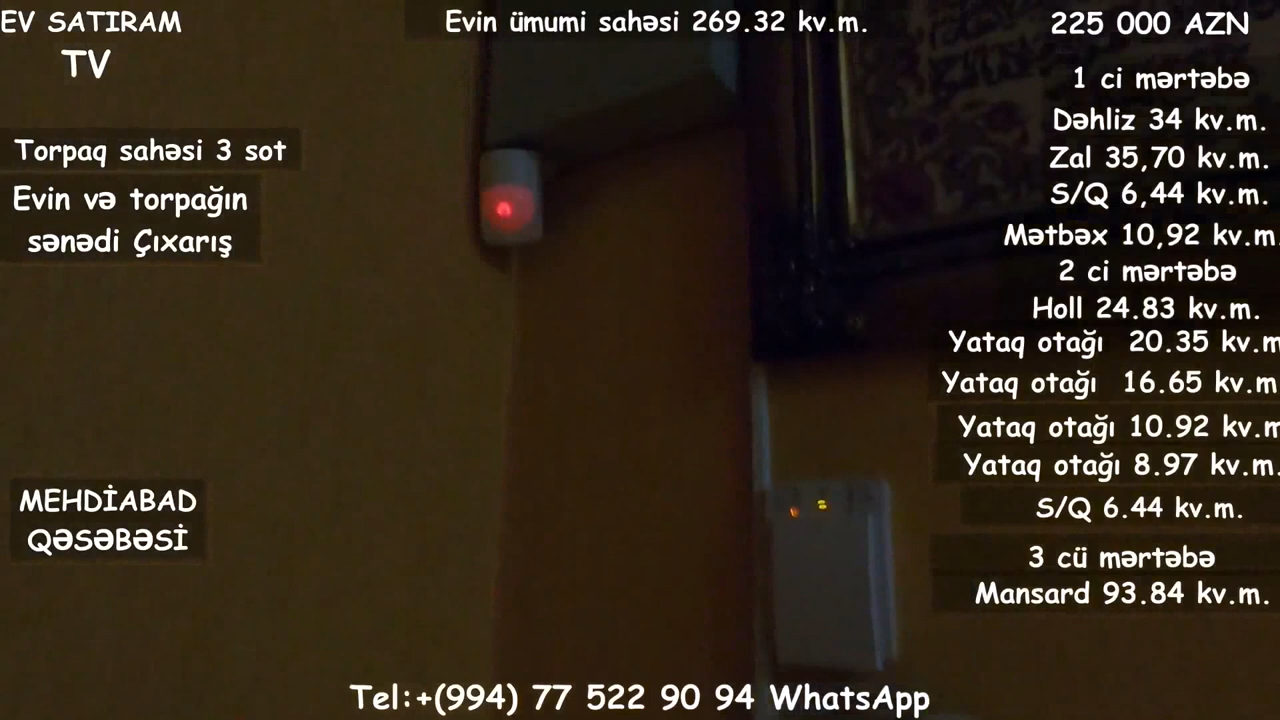 EV SATIRAM
TV
Torpaq sahəsi 3 sot
Evin və torpağın
sənədi Çıxarış
MEHDİABAD
QƏSƏBƏSİ
Evin ümumi sahəsi 269.32 kv.m.
225 000 AZN
1 ci mərtəbə
Dəhliz 34 kv.m.
Zal 35,70 kv.m.
S/Q 6,44 kv.m.
Mətbəx 10,92 kv.m.
2 ci mərtəbə
Holl 24.83 kv.m.
Yataq otağı 20.35 kv.m
Yataq otağı 16.65 kv.m
Yataq otağı 10.92 kv.m
Yataq otağı 8.97 kv.m.
S/Q 6.44 kv.m.
3 cü mərtəbə
Mansard 93.84 kv.m.
Tel:+(994) 77 522 90 94 WhatsApp